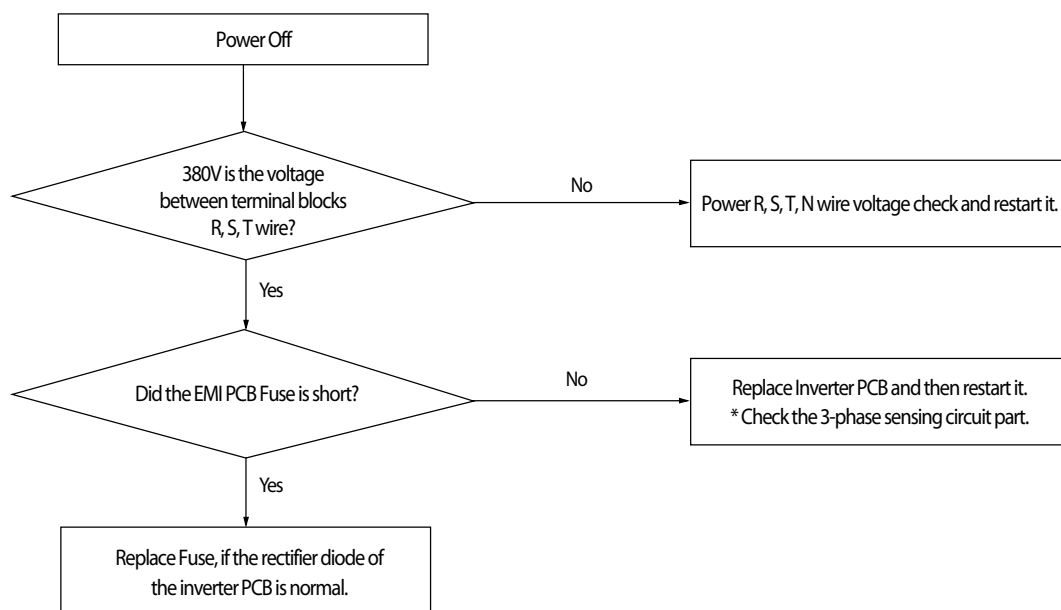 Power Off
380V is the voltage
between terminal blocks
R, S, T wire?
No
Power R, S, T, N wire voltage check and restart it.
Yes
Did the EMI PCB Fuse is short?
No
Replace Inverter PCB and then restart it.
* Check the 3-phase sensing circuit part.
Yes
Replace Fuse, if the rectifier diode of
the inverter PCB is normal.